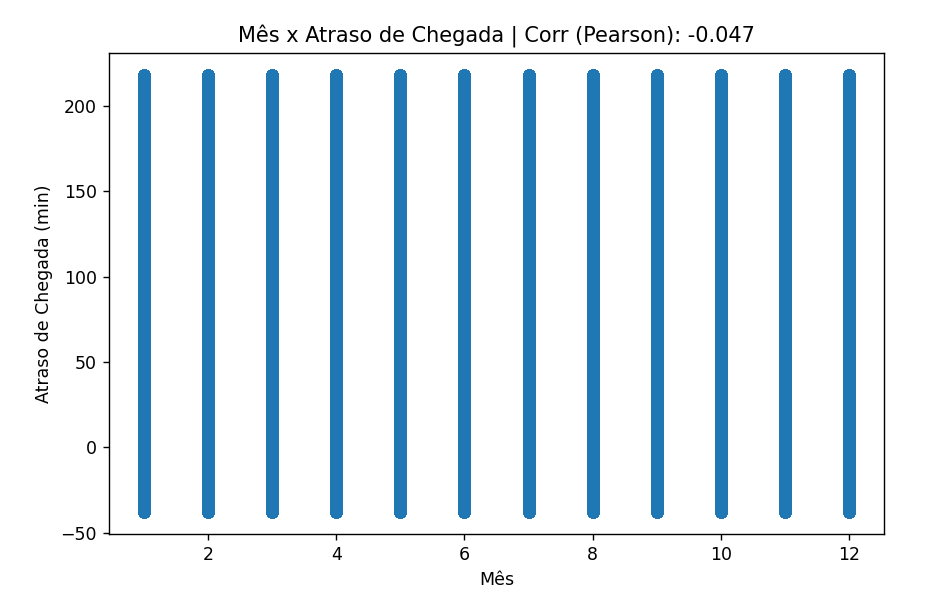 Mês x Atraso de Chegada | Corr (Pearson): -0.047
Atraso de Chegada (min)
200
150
100
50
0
−50
2 4 6 8 10 12
Mês